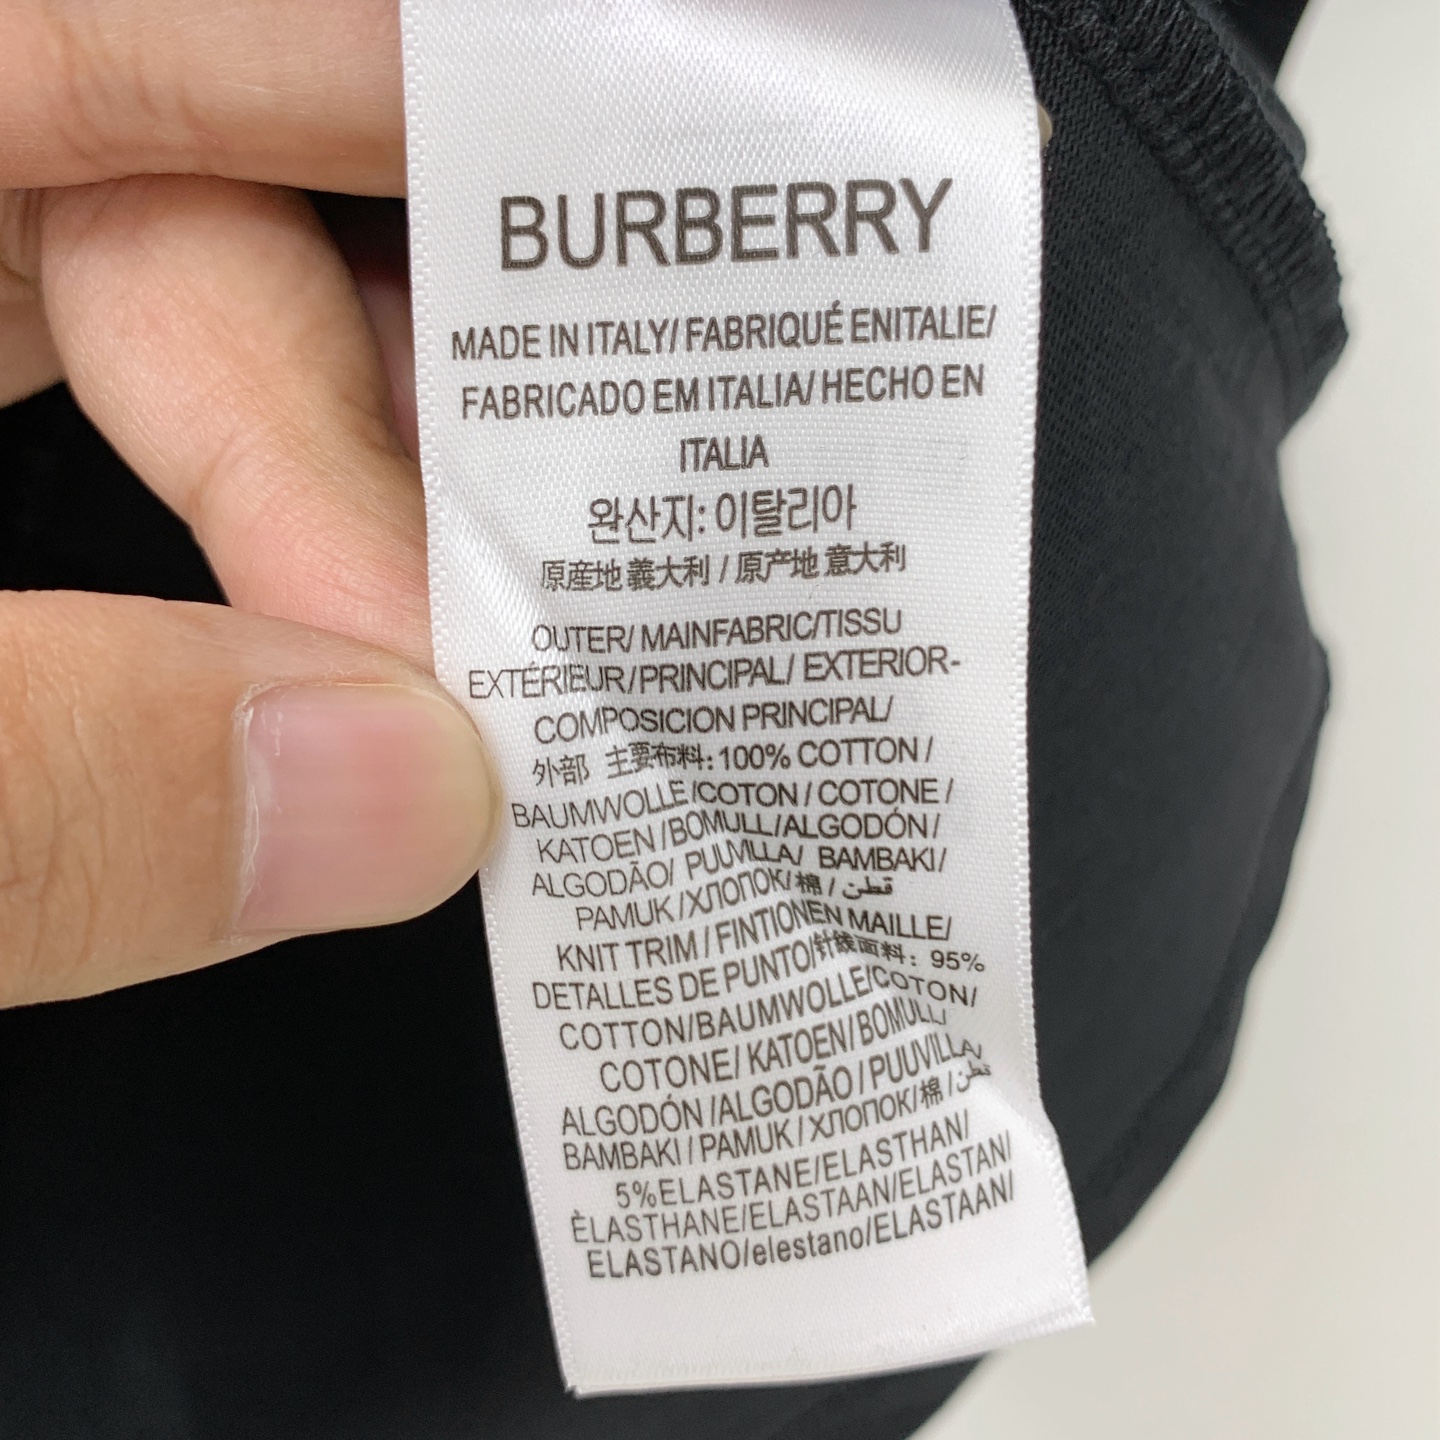 BURBERRY
MADE IN ITALY/ FABRIQUÉ ENITALIE/
FABRICADO EM ITALIA/ HECHO EN
ITALIA
완산지: 이탈리아
原産地 義大利 / 原产地 意大利
OUTER/ MAINFABRIC/TISSU
EXTÉRIEUR/PRINCIPAL/ EXTERIOR-
COMPOSICION PRINCIPAL/
外部 主要布料: 100% COTTON /
BAUMWOLLE /COTON / COTONE /
KATOEN /BOMULL/ALGODÓN /
ALGODÃO/ PUUVILLA/ BAMBAKI /
PAMUK /ХЛОПОК/ 棉 / قطن
KNIT TRIM / FINTIONEN MAILLE/
DETALLES DE PUNTO/针线面料: 95%
COTTON/BAUMWOLLE/COTON/
COTONE/ KATOEN/ BOMULL/
ALGODÓN /ALGODÃO / PUUVILLA/
BAMBAKI / PAMUK / ХЛОПОК/ 棉 / قطن
5%ELASTANE/ELASTHAN/
ÈLASTHANE/ELASTAAN/ELASTAN/
ELASTANO/elestano/ELASTAAN/